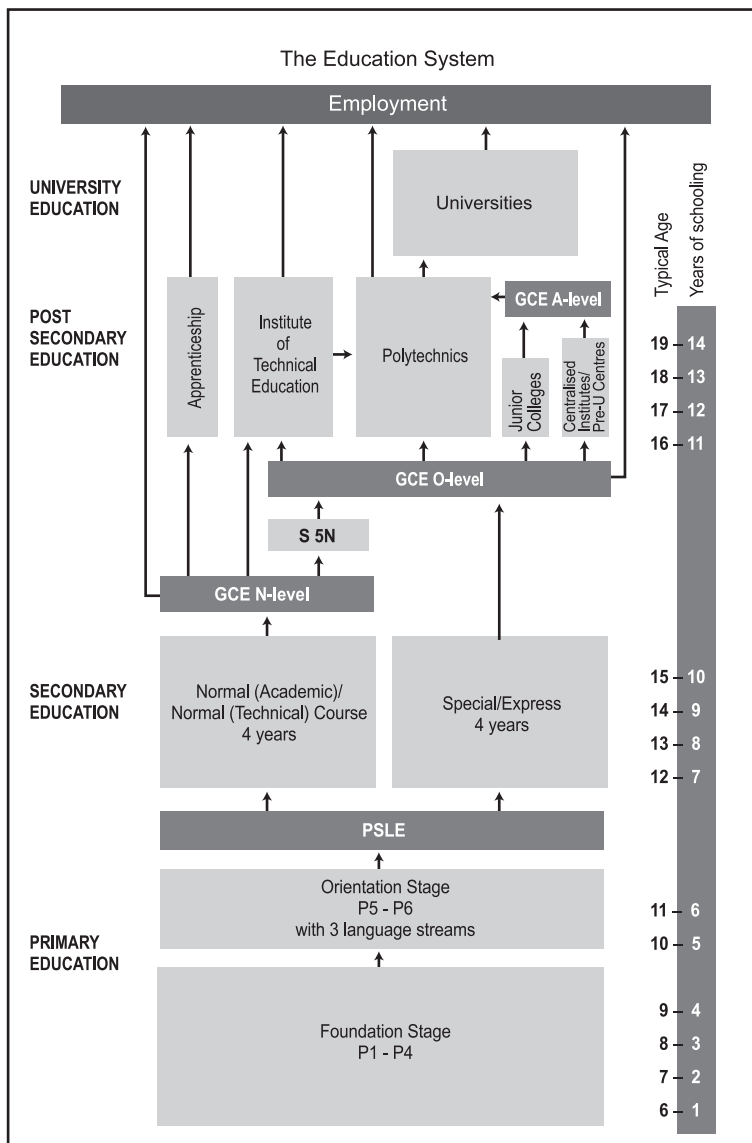 The Education System
Employment
UNIVERSITY
EDUCATION
Universities
Typical Age
Years of schooling
POST
SECONDARY
EDUCATION
Apprenticeship
Institute
of
Technical
Education
Polytechnics
GCE A-level
Junior
Colleges
Centralised
Institutes/
Pre-U Centres
19 14
18 13
17 12
16 11
GCE O-level
S 5N
GCE N-level
SECONDARY
EDUCATION
Normal (Academic)/
Normal (Technical) Course
4 years
Special/Express
4 years
15 10
14 9
13 8
12 7
PSLE
PRIMARY
EDUCATION
Orientation Stage
P5 - P6
with 3 language streams
11 6
10 5
Foundation Stage
P1 - P4
9 4
8 3
7 2
6 1